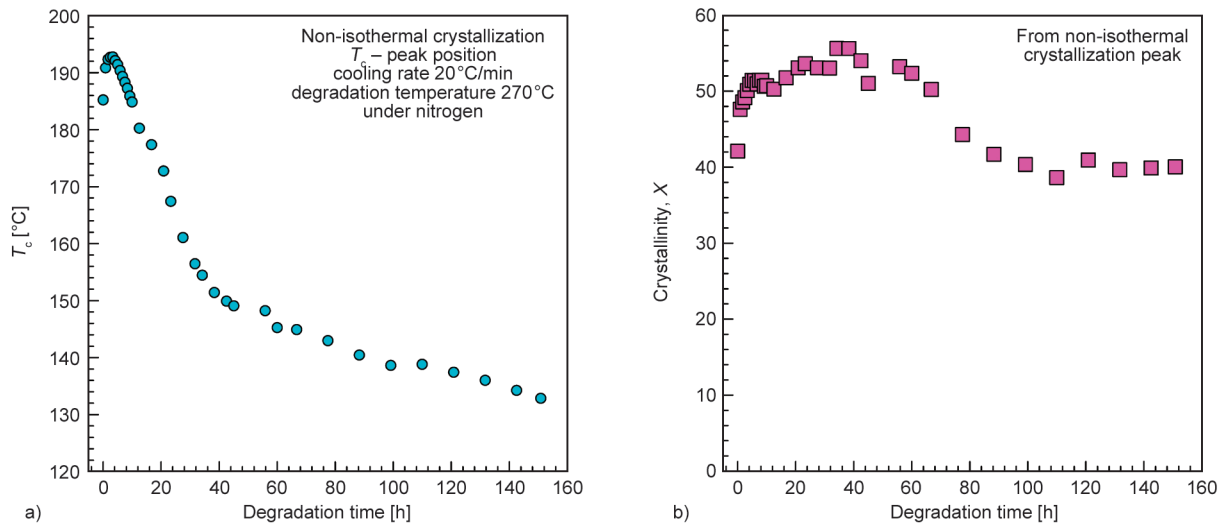 200
190
180
170
160
150
140
130
120
T_c [°C]
Non-isothermal crystallization
T_c – peak position
cooling rate 20°C/min
degradation temperature 270°C
under nitrogen
0 20 40 60 80 100 120 140 160
a) Degradation time [h]
60
50
40
30
20
10
0
Crystallinity, X
From non-isothermal
crystallization peak
0 20 40 60 80 100 120 140 160
b) Degradation time [h]